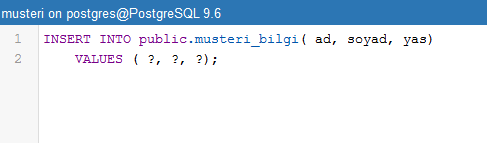 musteri on postgres@PostgreSQL 9.6
1 INSERT INTO public.musteri_bilgi( ad, soyad, yas)
2 VALUES ( ?, ?, ?);